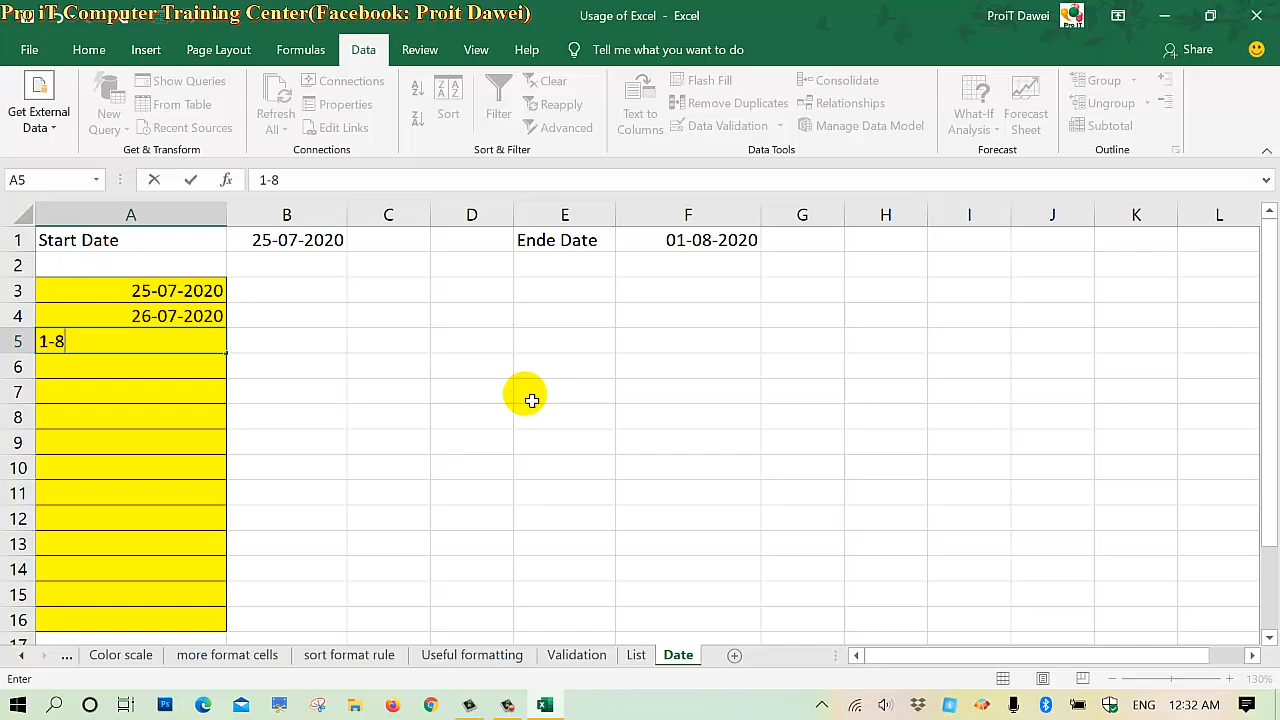 Pro iT Computer Training Center(Facebook: Proit Dawei)
Usage of Excel - Excel
ProIT Dawei
File Home Insert Page Layout Formulas Data Review View Help Tell me what you want to do Share
Get External Data
New Query
Show Queries
From Table
Recent Sources
Get & Transform
Refresh All
Connections
Properties
Edit Links
Connections
Sort
Filter
Clear
Reapply
Advanced
Sort & Filter
Text to Columns
Flash Fill
Remove Duplicates
Data Validation
Consolidate
Relationships
Manage Data Model
Data Tools
What-If Analysis
Forecast Sheet
Forecast
Group
Ungroup
Subtotal
Outline
A5 fx 1-8
A B C D E F G H I J K L
1 Start Date 25-07-2020 Ende Date 01-08-2020
2
3 25-07-2020
4 26-07-2020
5 1-8
6
7
8
9
10
11
12
13
14
15
16
17
... Color scale more format cells sort format rule Useful formatting Validation List Date
Enter 130%
ENG 12:32 AM